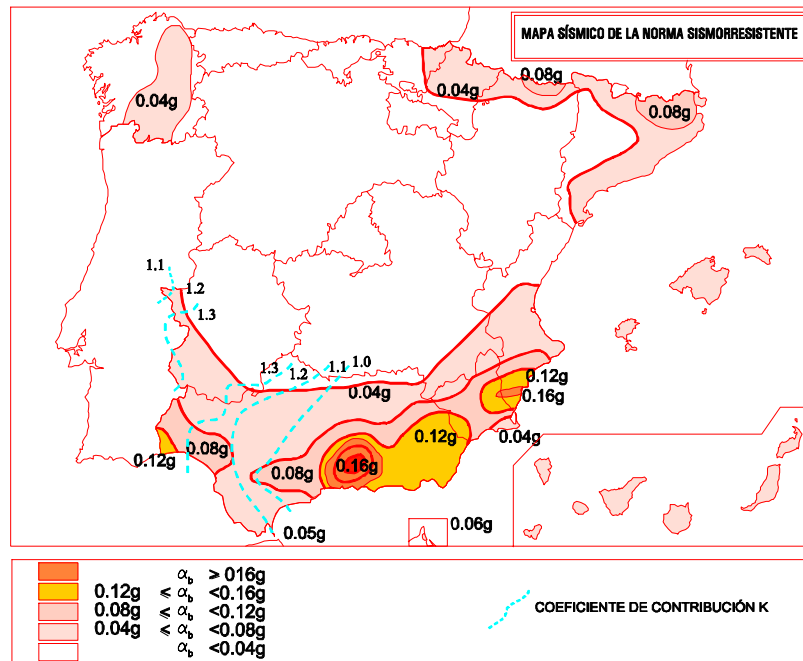 MAPA SÍSMICO DE LA NORMA SISMORRESISTENTE
0.04g
0.04g
0.08g
0.08g
1.1
1.2
1.3
1.3
1.2
1.1
1.0
0.04g
0.12g
0.16g
0.04g
0.12g
0.08g
0.12g
0.08g
0.16g
0.05g
0.06g
αb ⩾ 016g
0.12g ⩽ αb <0.16g
0.08g ⩽ αb <0.12g
0.04g ⩽ αb <0.08g
αb <0.04g
COEFICIENTE DE CONTRIBUCIÓN K